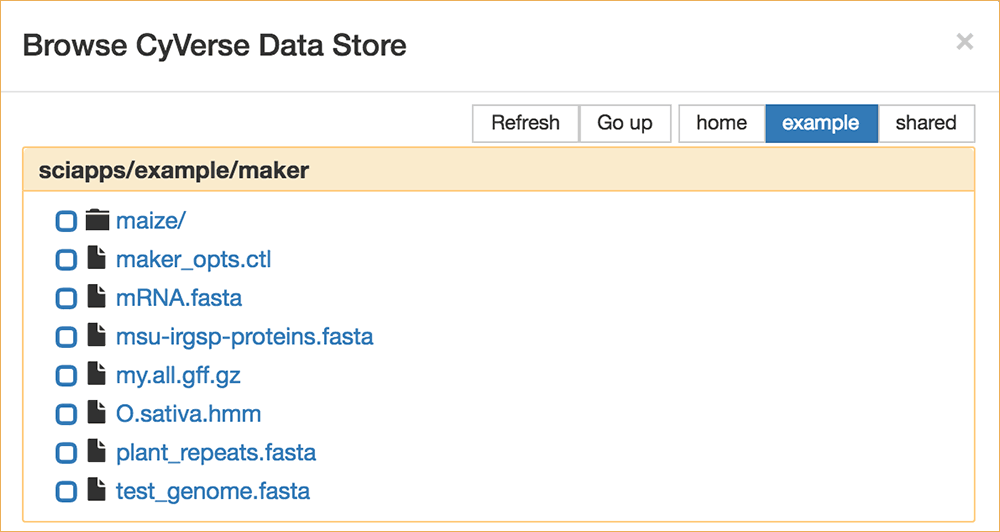 Browse CyVerse Data Store ×
Refresh Go up home example shared
sciapps/example/maker
maize/
maker_opts.ctl
mRNA.fasta
msu-irgsp-proteins.fasta
my.all.gff.gz
O.sativa.hmm
plant_repeats.fasta
test_genome.fasta